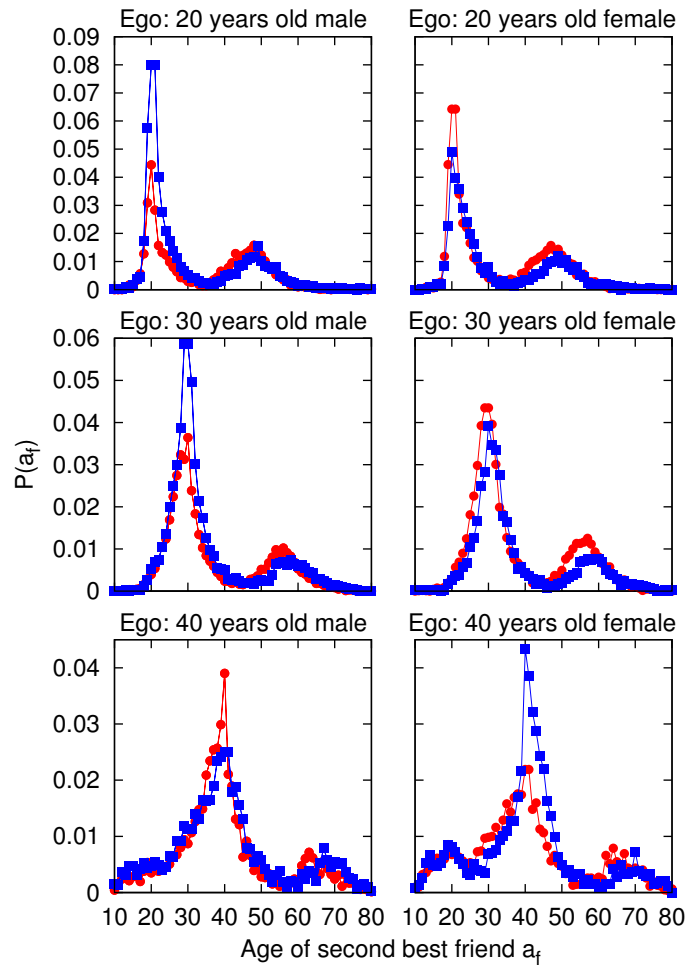 Ego: 20 years old male
Ego: 20 years old female
0.09
0.08
0.07
0.06
0.05
0.04
0.03
0.02
0.01
0
Ego: 30 years old male
Ego: 30 years old female
0.06
0.05
0.04
0.03
0.02
0.01
0
P(a_f)
Ego: 40 years old male
Ego: 40 years old female
0.04
0.03
0.02
0.01
0
10 20 30 40 50 60 70 80
10 20 30 40 50 60 70 80
Age of second best friend a_f